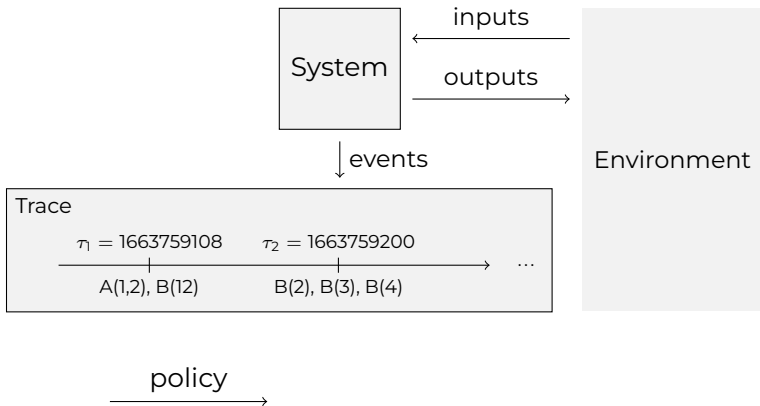 inputs
System
outputs
Environment
events
Trace
τ₁ = 1663759108 τ₂ = 1663759200
...
A(1,2), B(12) B(2), B(3), B(4)
policy